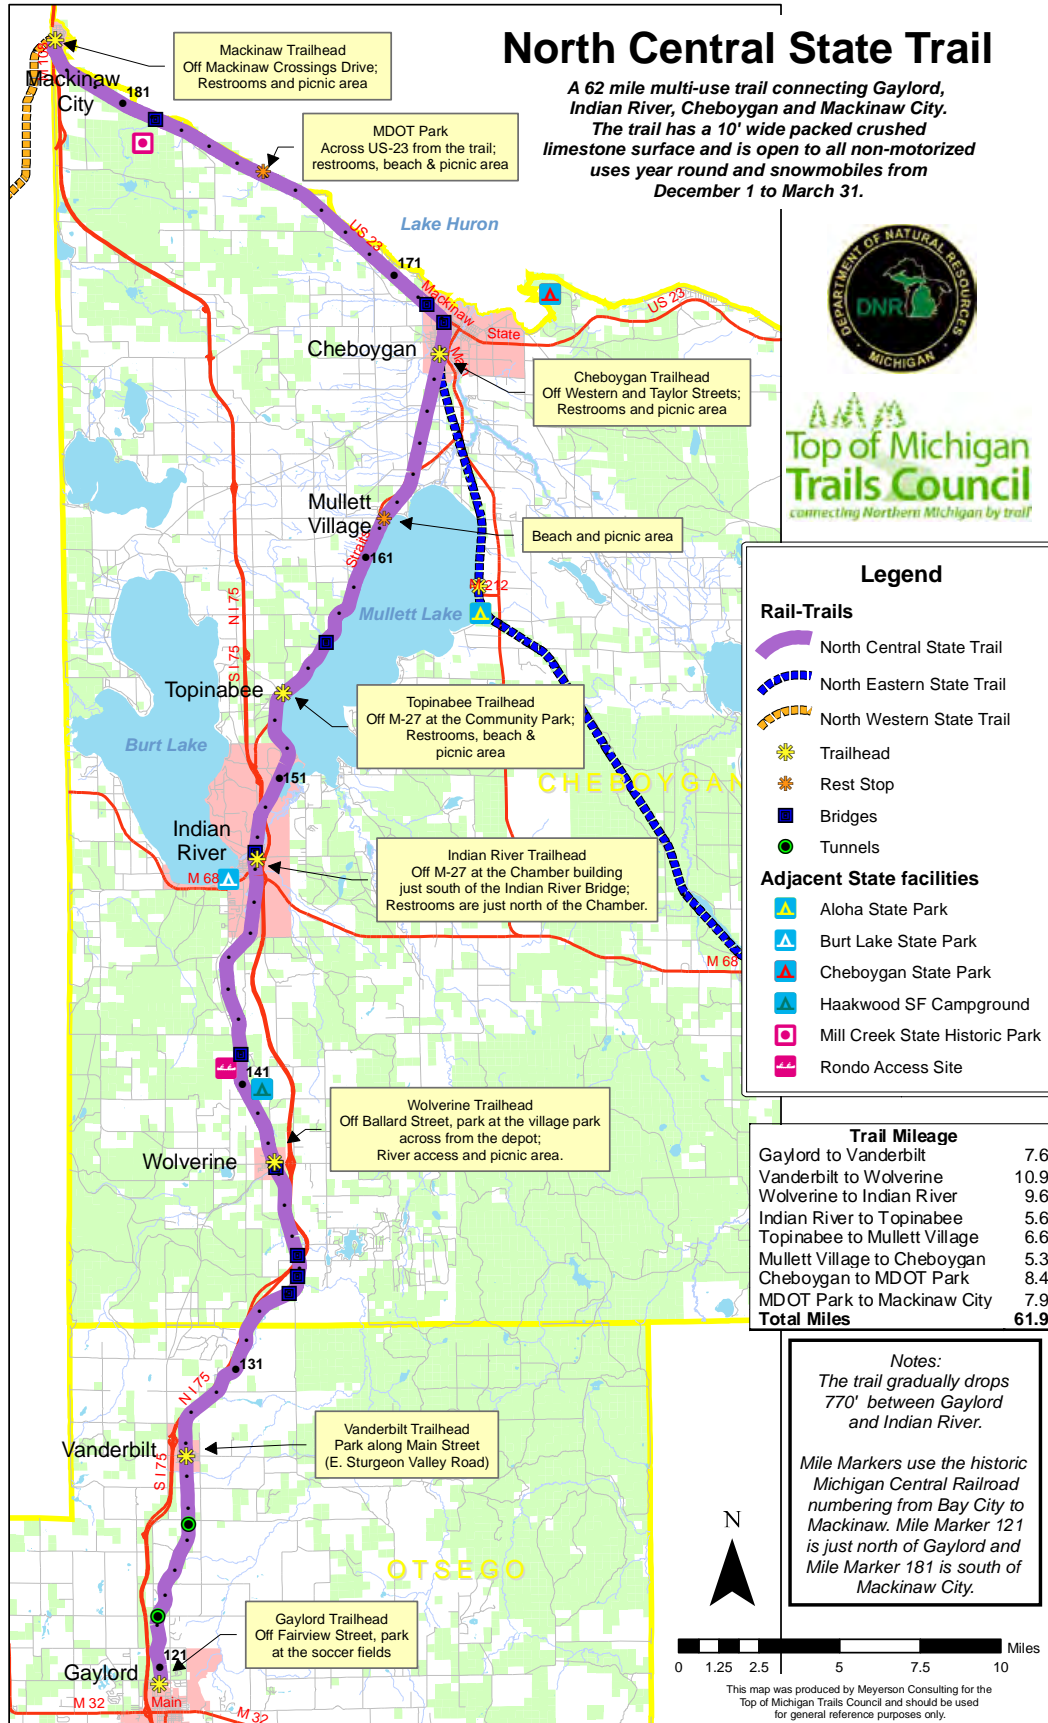 North Central State Trail
A 62 mile multi-use trail connecting Gaylord,
Indian River, Cheboygan and Mackinaw City.
The trail has a 10' wide packed crushed
limestone surface and is open to all non-motorized
uses year round and snowmobiles from
December 1 to March 31.
Mackinaw Trailhead
Off Mackinaw Crossings Drive;
Restrooms and picnic area
Mackinaw
City
181
MDOT Park
Across US-23 from the trail;
restrooms, beach & picnic area
Lake Huron
US 23
171
Mackinaw
State
US 23
DEPARTMENT OF NATURAL RESOURCES
DNR
MICHIGAN
Cheboygan
Cheboygan Trailhead
Off Western and Taylor Streets;
Restrooms and picnic area
Top of Michigan
Trails Council
connecting Northern Michigan by trail
Mullett
Village
Beach and picnic area
Straits
161
N I 75
S I 75
Mullett Lake
M 212
Topinabee
Topinabee Trailhead
Off M-27 at the Community Park;
Restrooms, beach &
picnic area
Burt Lake
CHEBOYGAN
151
Indian
River
M 68
Indian River Trailhead
Off M-27 at the Chamber building
just south of the Indian River Bridge;
Restrooms are just north of the Chamber.
M 68
Legend
Rail-Trails
North Central State Trail
North Eastern State Trail
North Western State Trail
Trailhead
Rest Stop
Bridges
Tunnels
Adjacent State facilities
Aloha State Park
Burt Lake State Park
Cheboygan State Park
Haakwood SF Campground
Mill Creek State Historic Park
Rondo Access Site
141
Wolverine Trailhead
Off Ballard Street, park at the village park
across from the depot;
River access and picnic area.
Wolverine
Trail Mileage
Gaylord to Vanderbilt 7.6
Vanderbilt to Wolverine 10.9
Wolverine to Indian River 9.6
Indian River to Topinabee 5.6
Topinabee to Mullett Village 6.6
Mullett Village to Cheboygan 5.3
Cheboygan to MDOT Park 8.4
MDOT Park to Mackinaw City 7.9
Total Miles 61.9
131
N I 75
Vanderbilt
S I 75
Vanderbilt Trailhead
Park along Main Street
(E. Sturgeon Valley Road)
Notes:
The trail gradually drops
770' between Gaylord
and Indian River.
Mile Markers use the historic
Michigan Central Railroad
numbering from Bay City to
Mackinaw. Mile Marker 121
is just north of Gaylord and
Mile Marker 181 is south of
Mackinaw City.
OTSEGO
N
Gaylord Trailhead
Off Fairview Street, park
at the soccer fields
121
Gaylord
M 32
Main
M 32
Miles
0 1.25 2.5 5 7.5 10
This map was produced by Meyerson Consulting for the
Top of Michigan Trails Council and should be used
for general reference purposes only.